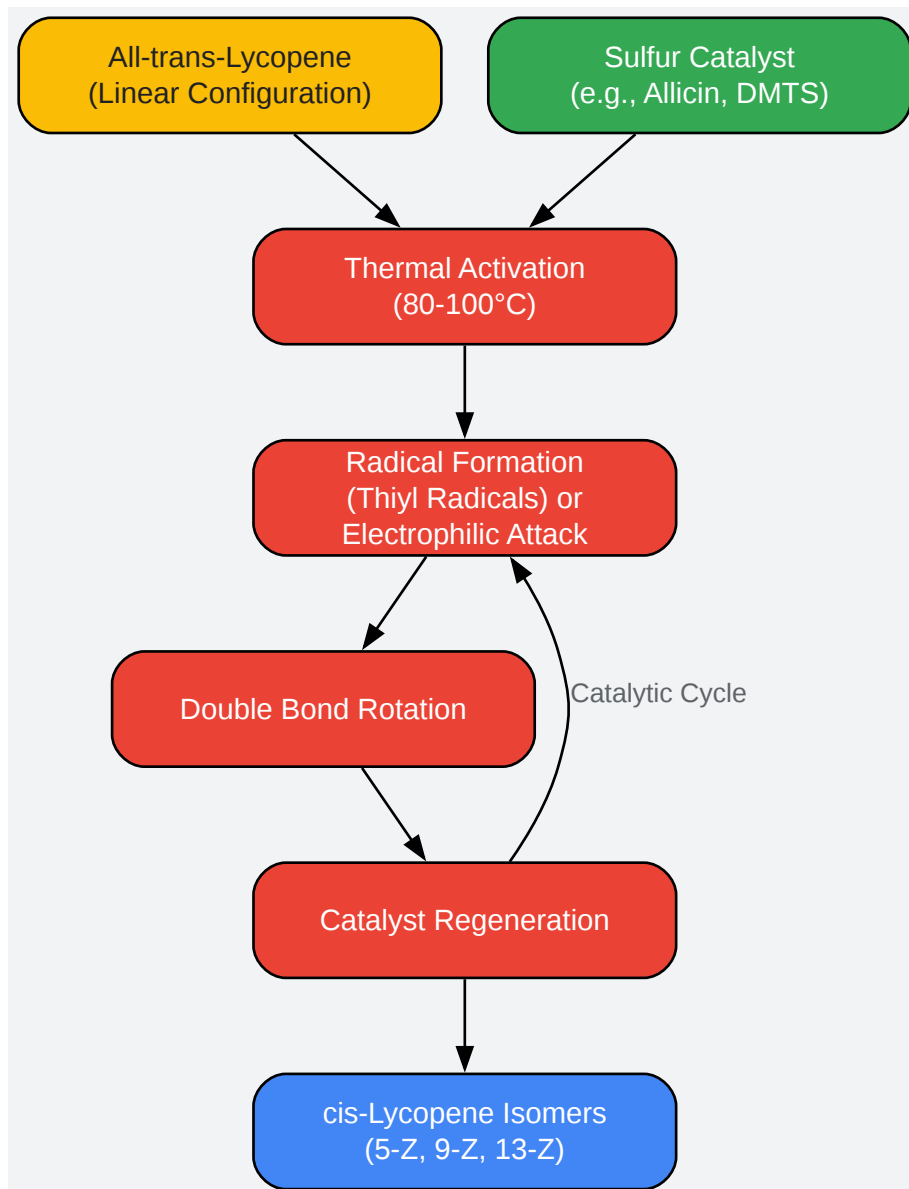 All-trans-Lycopene
(Linear Configuration)
Sulfur Catalyst
(e.g., Allicin, DMTS)
Thermal Activation
(80-100°C)
Radical Formation
(Thiyl Radicals) or
Electrophilic Attack
Double Bond Rotation
Catalytic Cycle
Catalyst Regeneration
cis-Lycopene Isomers
(5-Z, 9-Z, 13-Z)